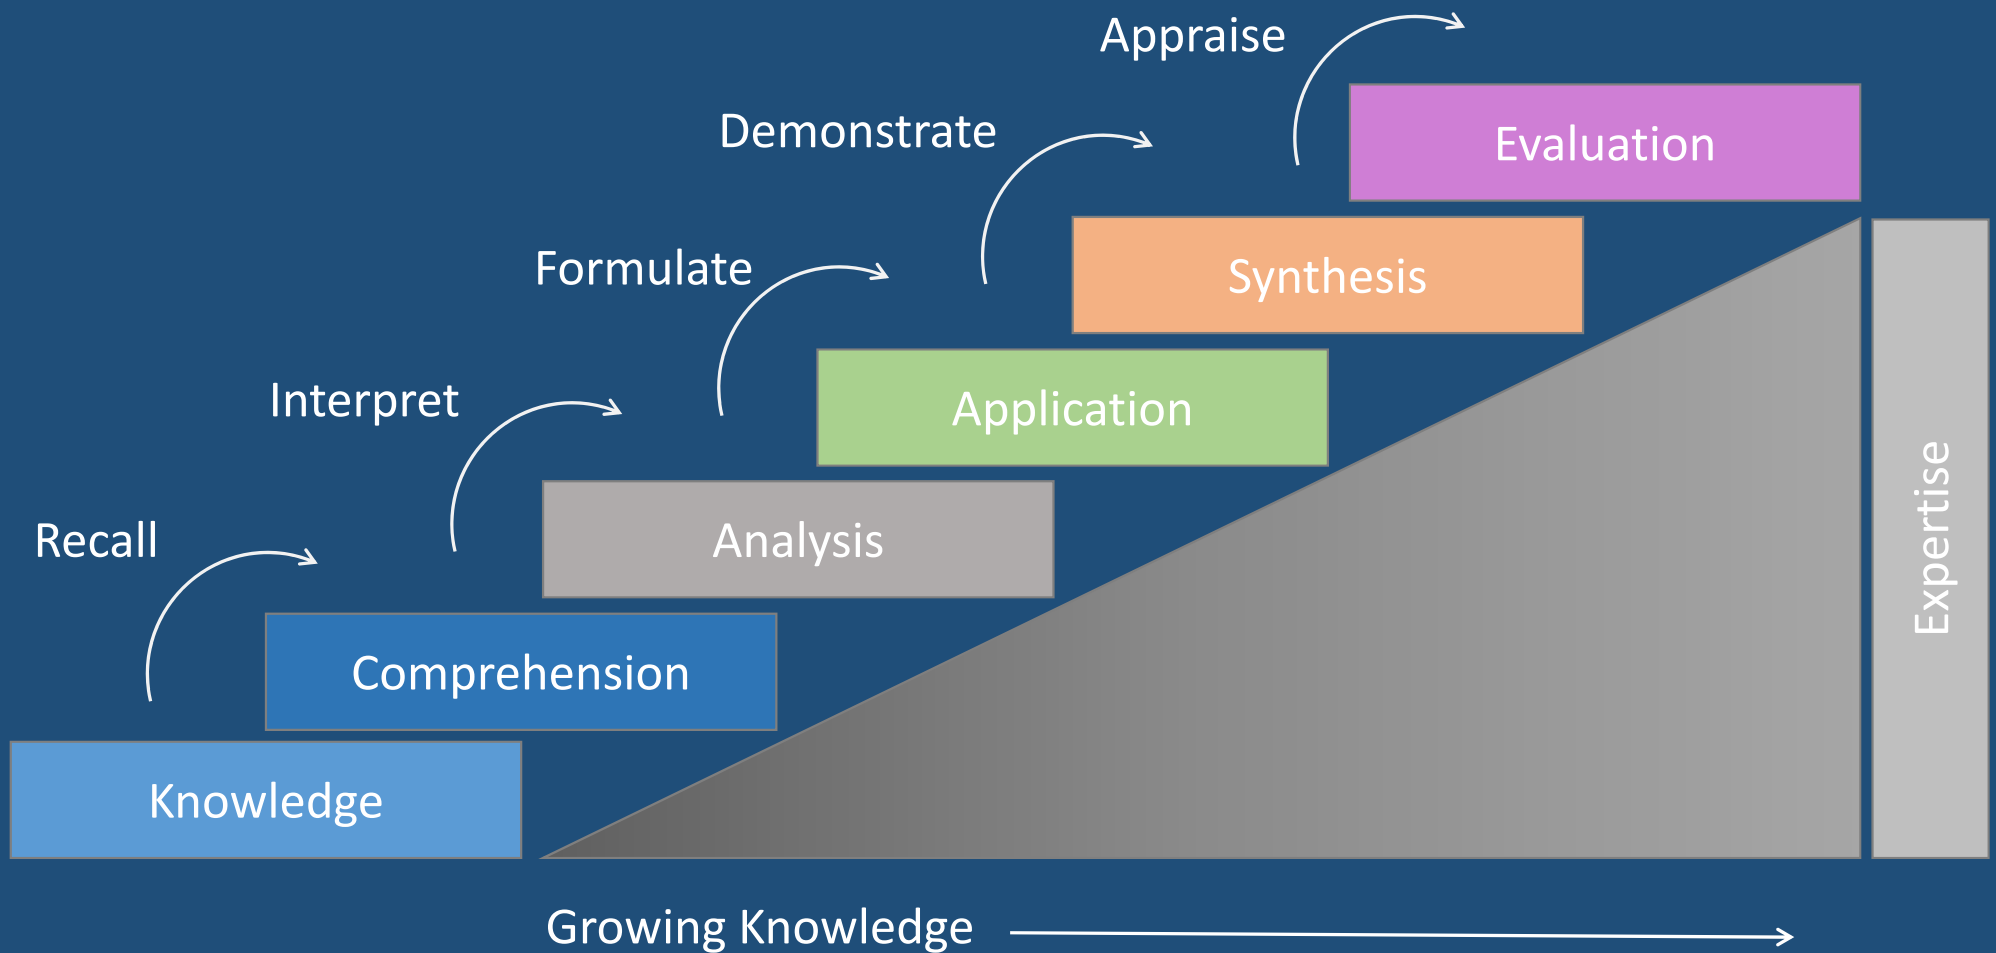 Appraise
Evaluation
Demonstrate
Synthesis
Formulate
Application
Interpret
Analysis
Recall
Comprehension
Knowledge
Expertise
Growing Knowledge